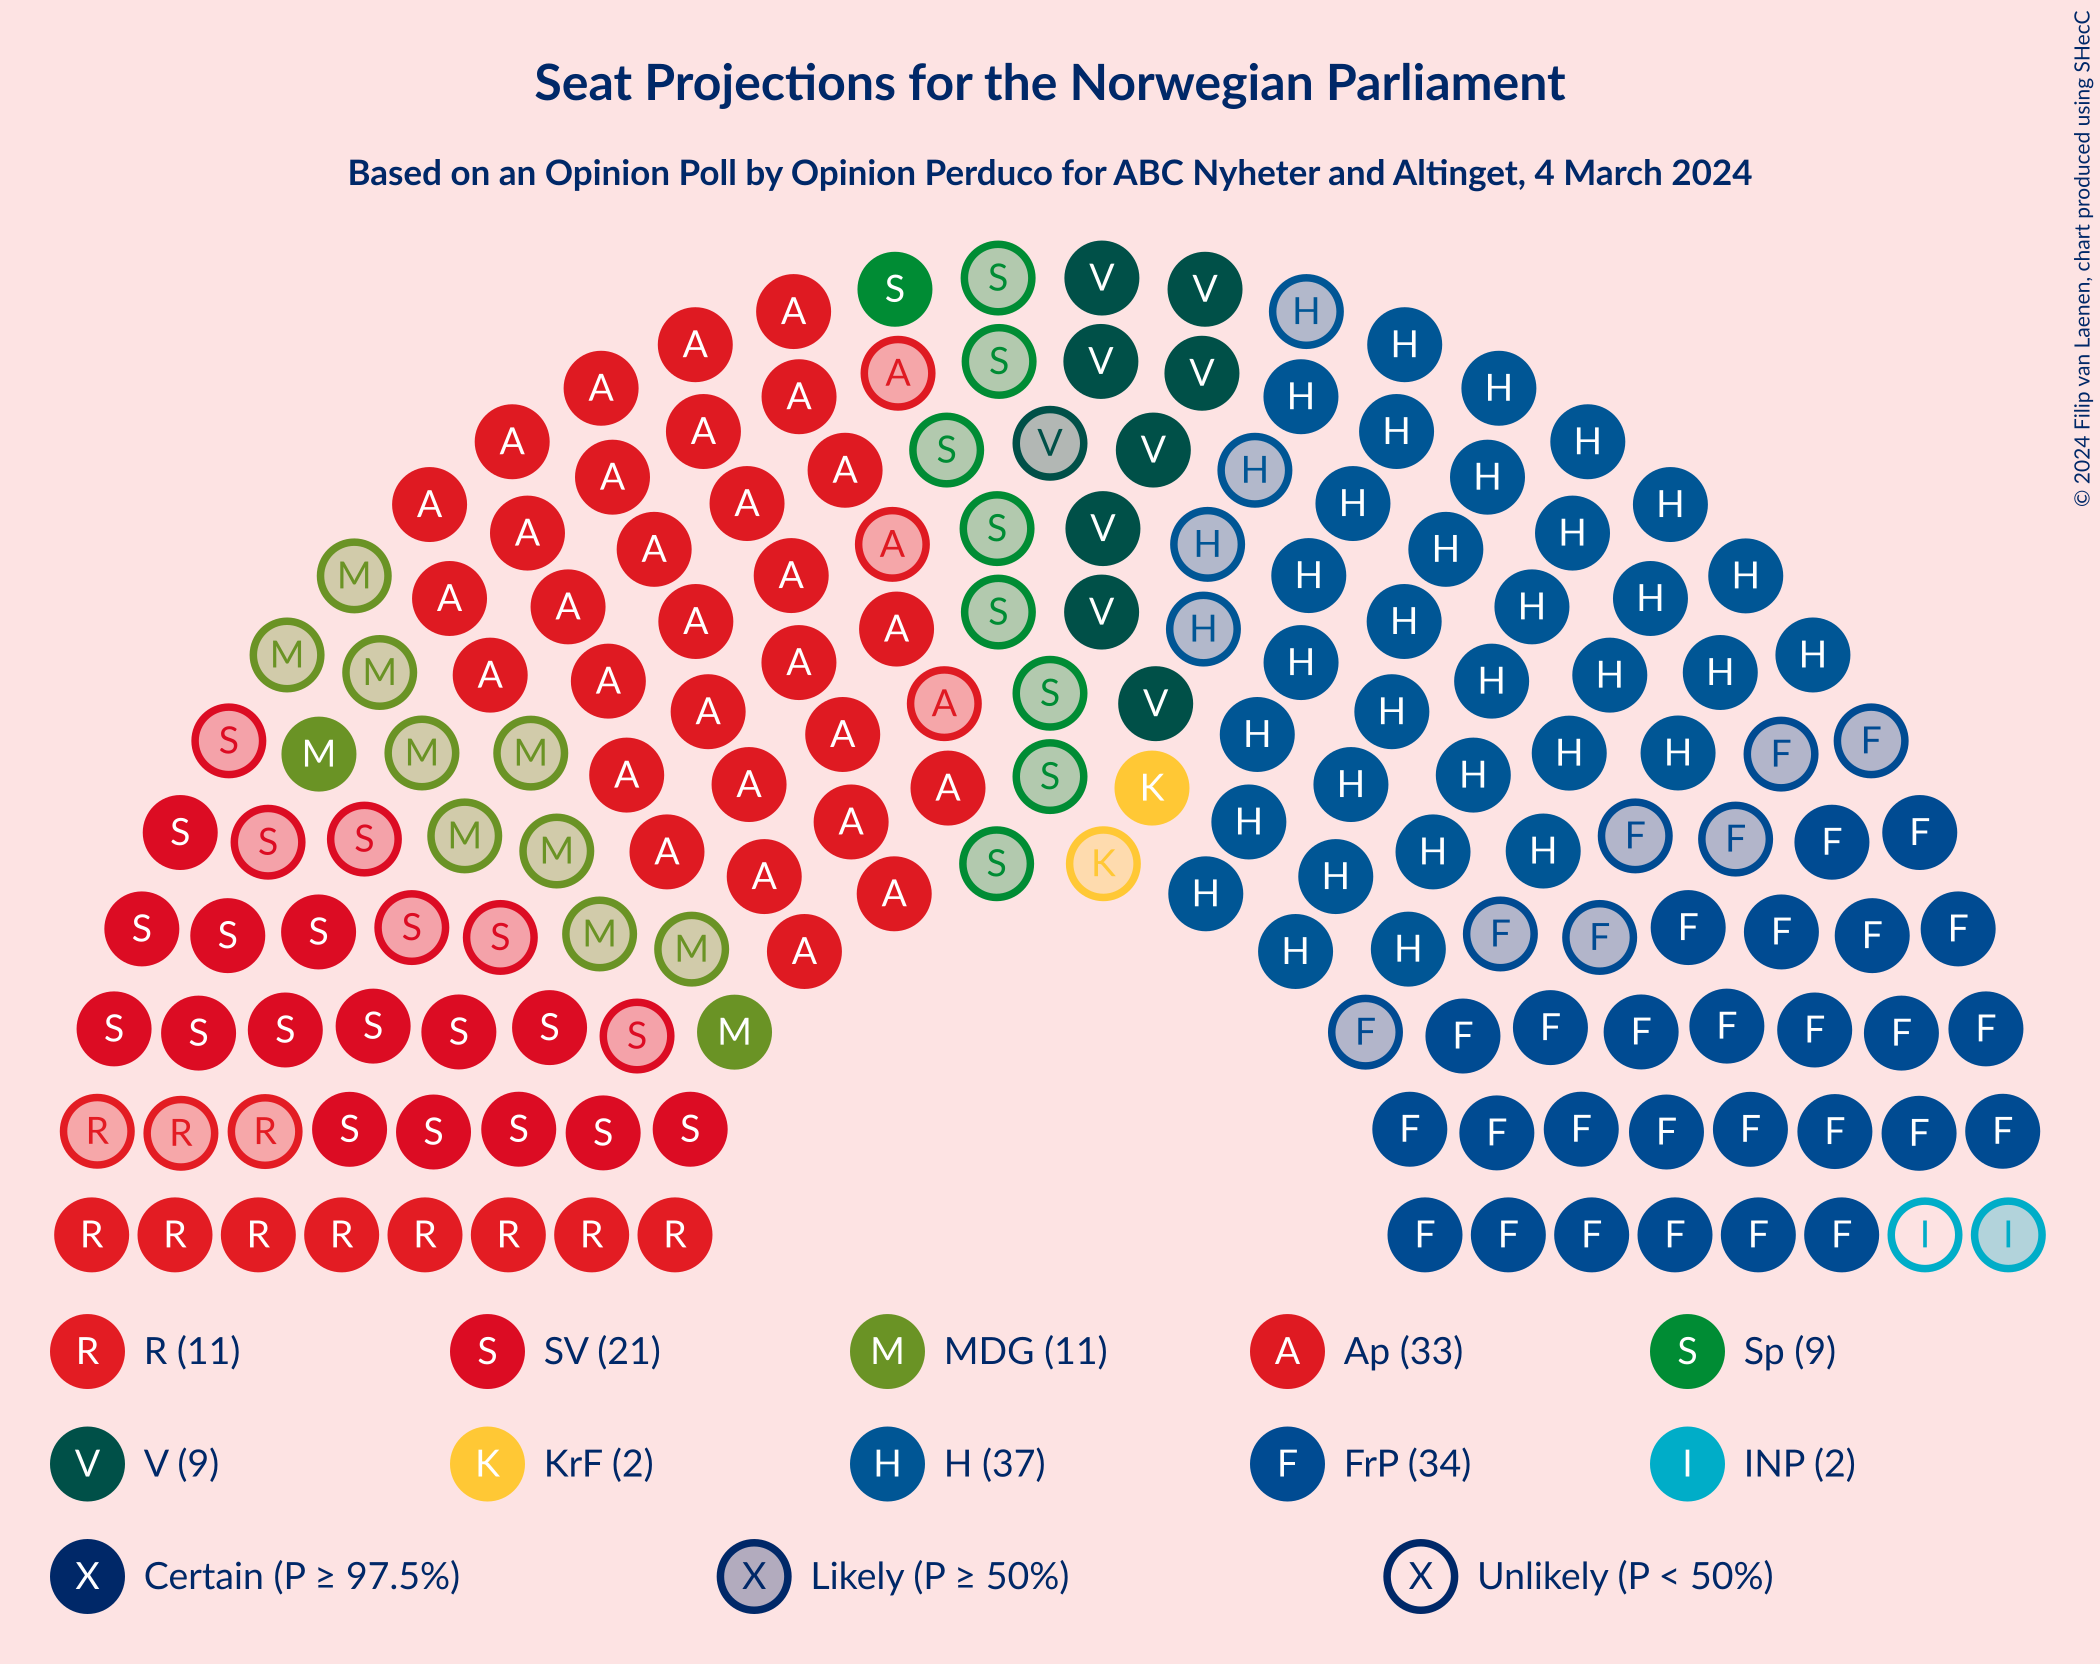 Seat Projections for the Norwegian Parliament
Based on an Opinion Poll by Opinion Perduco for ABC Nyheter and Altinget, 4 March 2024
© 2024 Filip van Laenen, chart produced using SHecC
S S V V
A H
A H
A A S V V H
A A H H
A S V V H
A A H H
A A H H
A A S V H
A A H H
M A A H H
A A S V H
A A A H H H
M A A H H
M A A S V H H
A A A A H H H
S M M M A A K H H H F F
A A S H
S S S M M A A S K H H H F F F F
A A H H
S S S S S M M A H H F F F F F F
S S S S S S S M F F F F F F F F
R R R S S S S S F F F F F F F F
R R R R R R R R F F F F F F I I
R R (11) S SV (21) M MDG (11) A Ap (33) S Sp (9)
V V (9) K KrF (2) H H (37) F FrP (34) I INP (2)
X Certain (P ≥ 97.5%) X Likely (P ≥ 50%) X Unlikely (P < 50%)